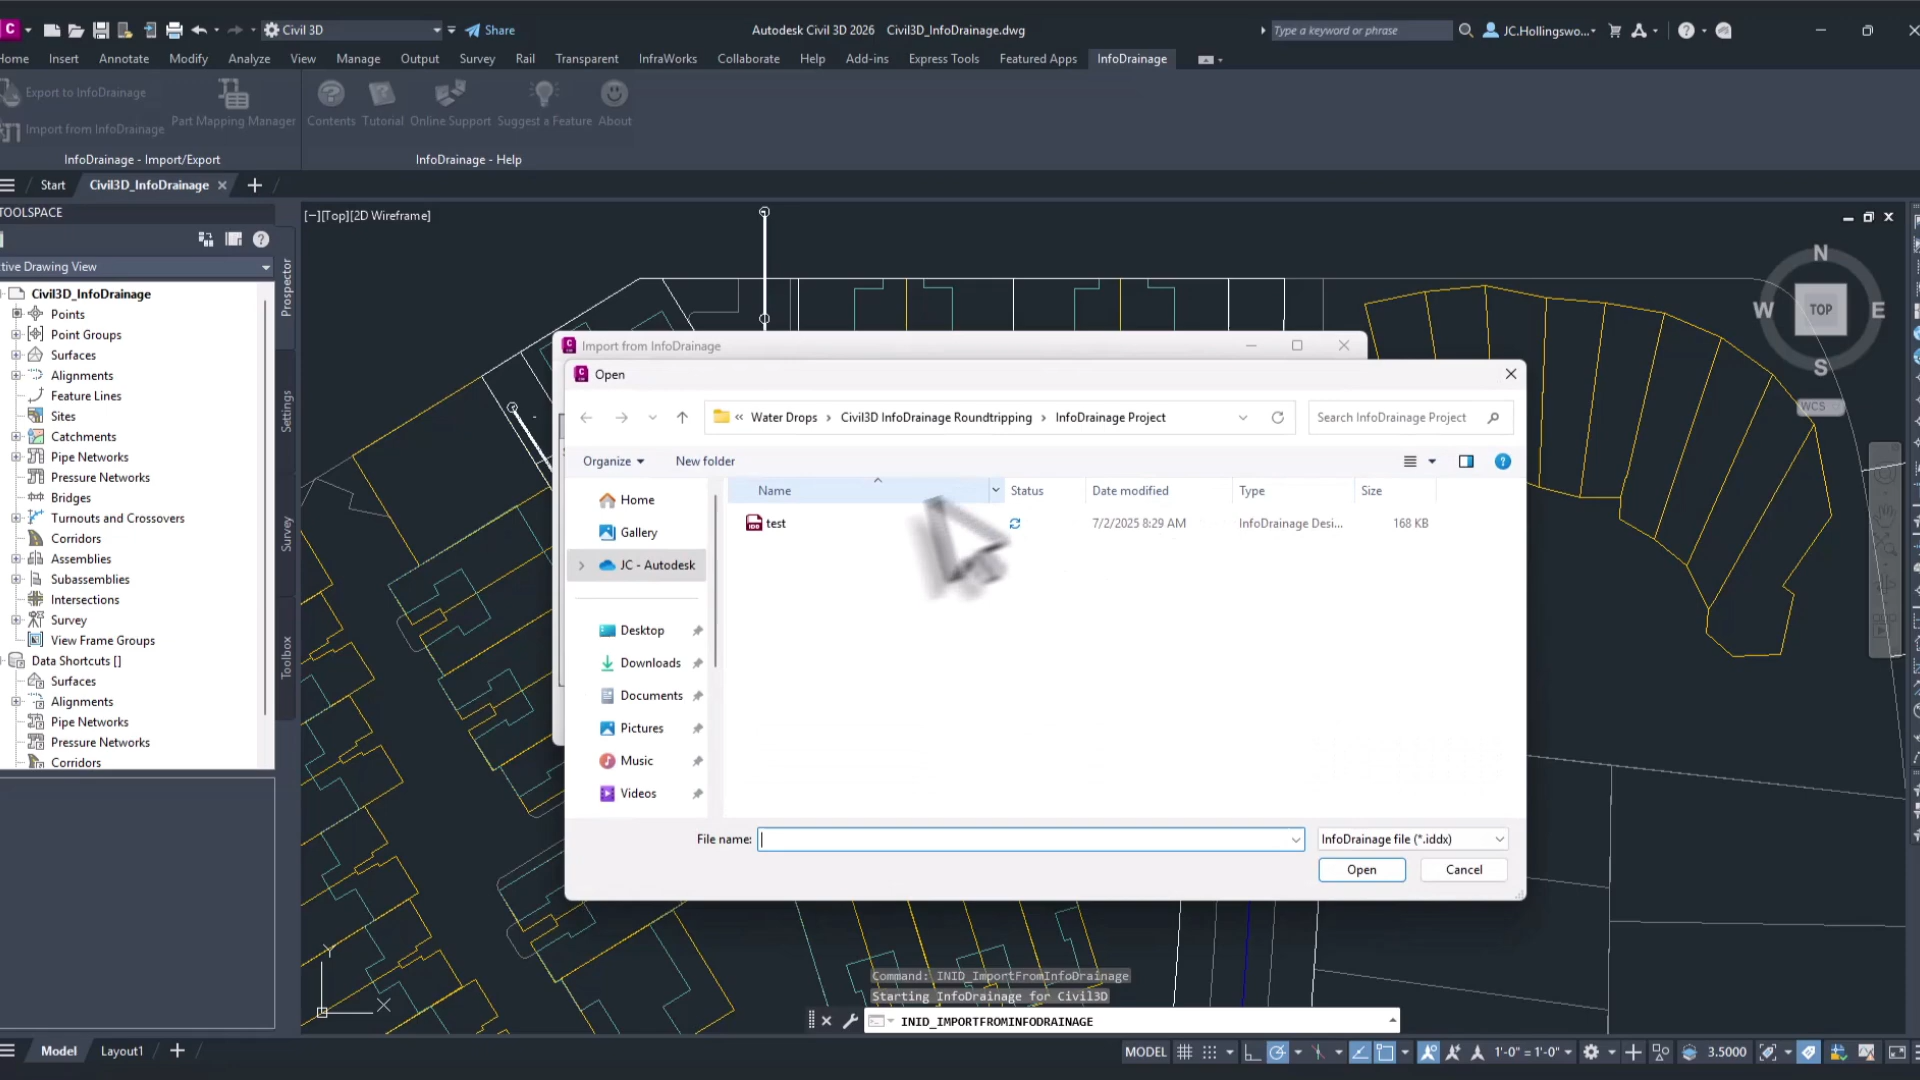 Civil 3D
Share
Autodesk Civil 3D 2026 Civil3D_InfoDrainage.dwg
Type a keyword or phrase
JC.Hollingswo...
Home Insert Annotate Modify Analyze View Manage Output Survey Rail Transparent InfraWorks Collaborate Help Add-ins Express Tools Featured Apps InfoDrainage
Export to InfoDrainage
Import from InfoDrainage
Part Mapping Manager
Contents Tutorial Online Support Suggest a Feature About
InfoDrainage - Import/Export
InfoDrainage - Help
Start
Civil3D_InfoDrainage
TOOLSPACE
tive Drawing View
Civil3D_InfoDrainage
Points
Point Groups
Surfaces
Alignments
Feature Lines
Sites
Catchments
Pipe Networks
Pressure Networks
Bridges
Turnouts and Crossovers
Corridors
Assemblies
Subassemblies
Intersections
Survey
View Frame Groups
Data Shortcuts []
Surfaces
Alignments
Pipe Networks
Pressure Networks
Corridors
Prospector
Settings
Survey
Toolbox
[−][Top][2D Wireframe]
N
W TOP E
S
WCS
Import from InfoDrainage
Open
« Water Drops › Civil3D InfoDrainage Roundtripping › InfoDrainage Project
Search InfoDrainage Project
Organize
New folder
Home
Gallery
JC - Autodesk
Desktop
Downloads
Documents
Pictures
Music
Videos
Name Status Date modified Type Size
test 7/2/2025 8:29 AM InfoDrainage Desi... 168 KB
File name:
InfoDrainage file (*.iddx)
Open
Cancel
Y
X
Command: INID_ImportFromInfoDrainage
Starting InfoDrainage for Civil3D
INID_IMPORTFROMINFODRAINAGE
Model
Layout1
MODEL
1'-0" = 1'-0"
3.5000